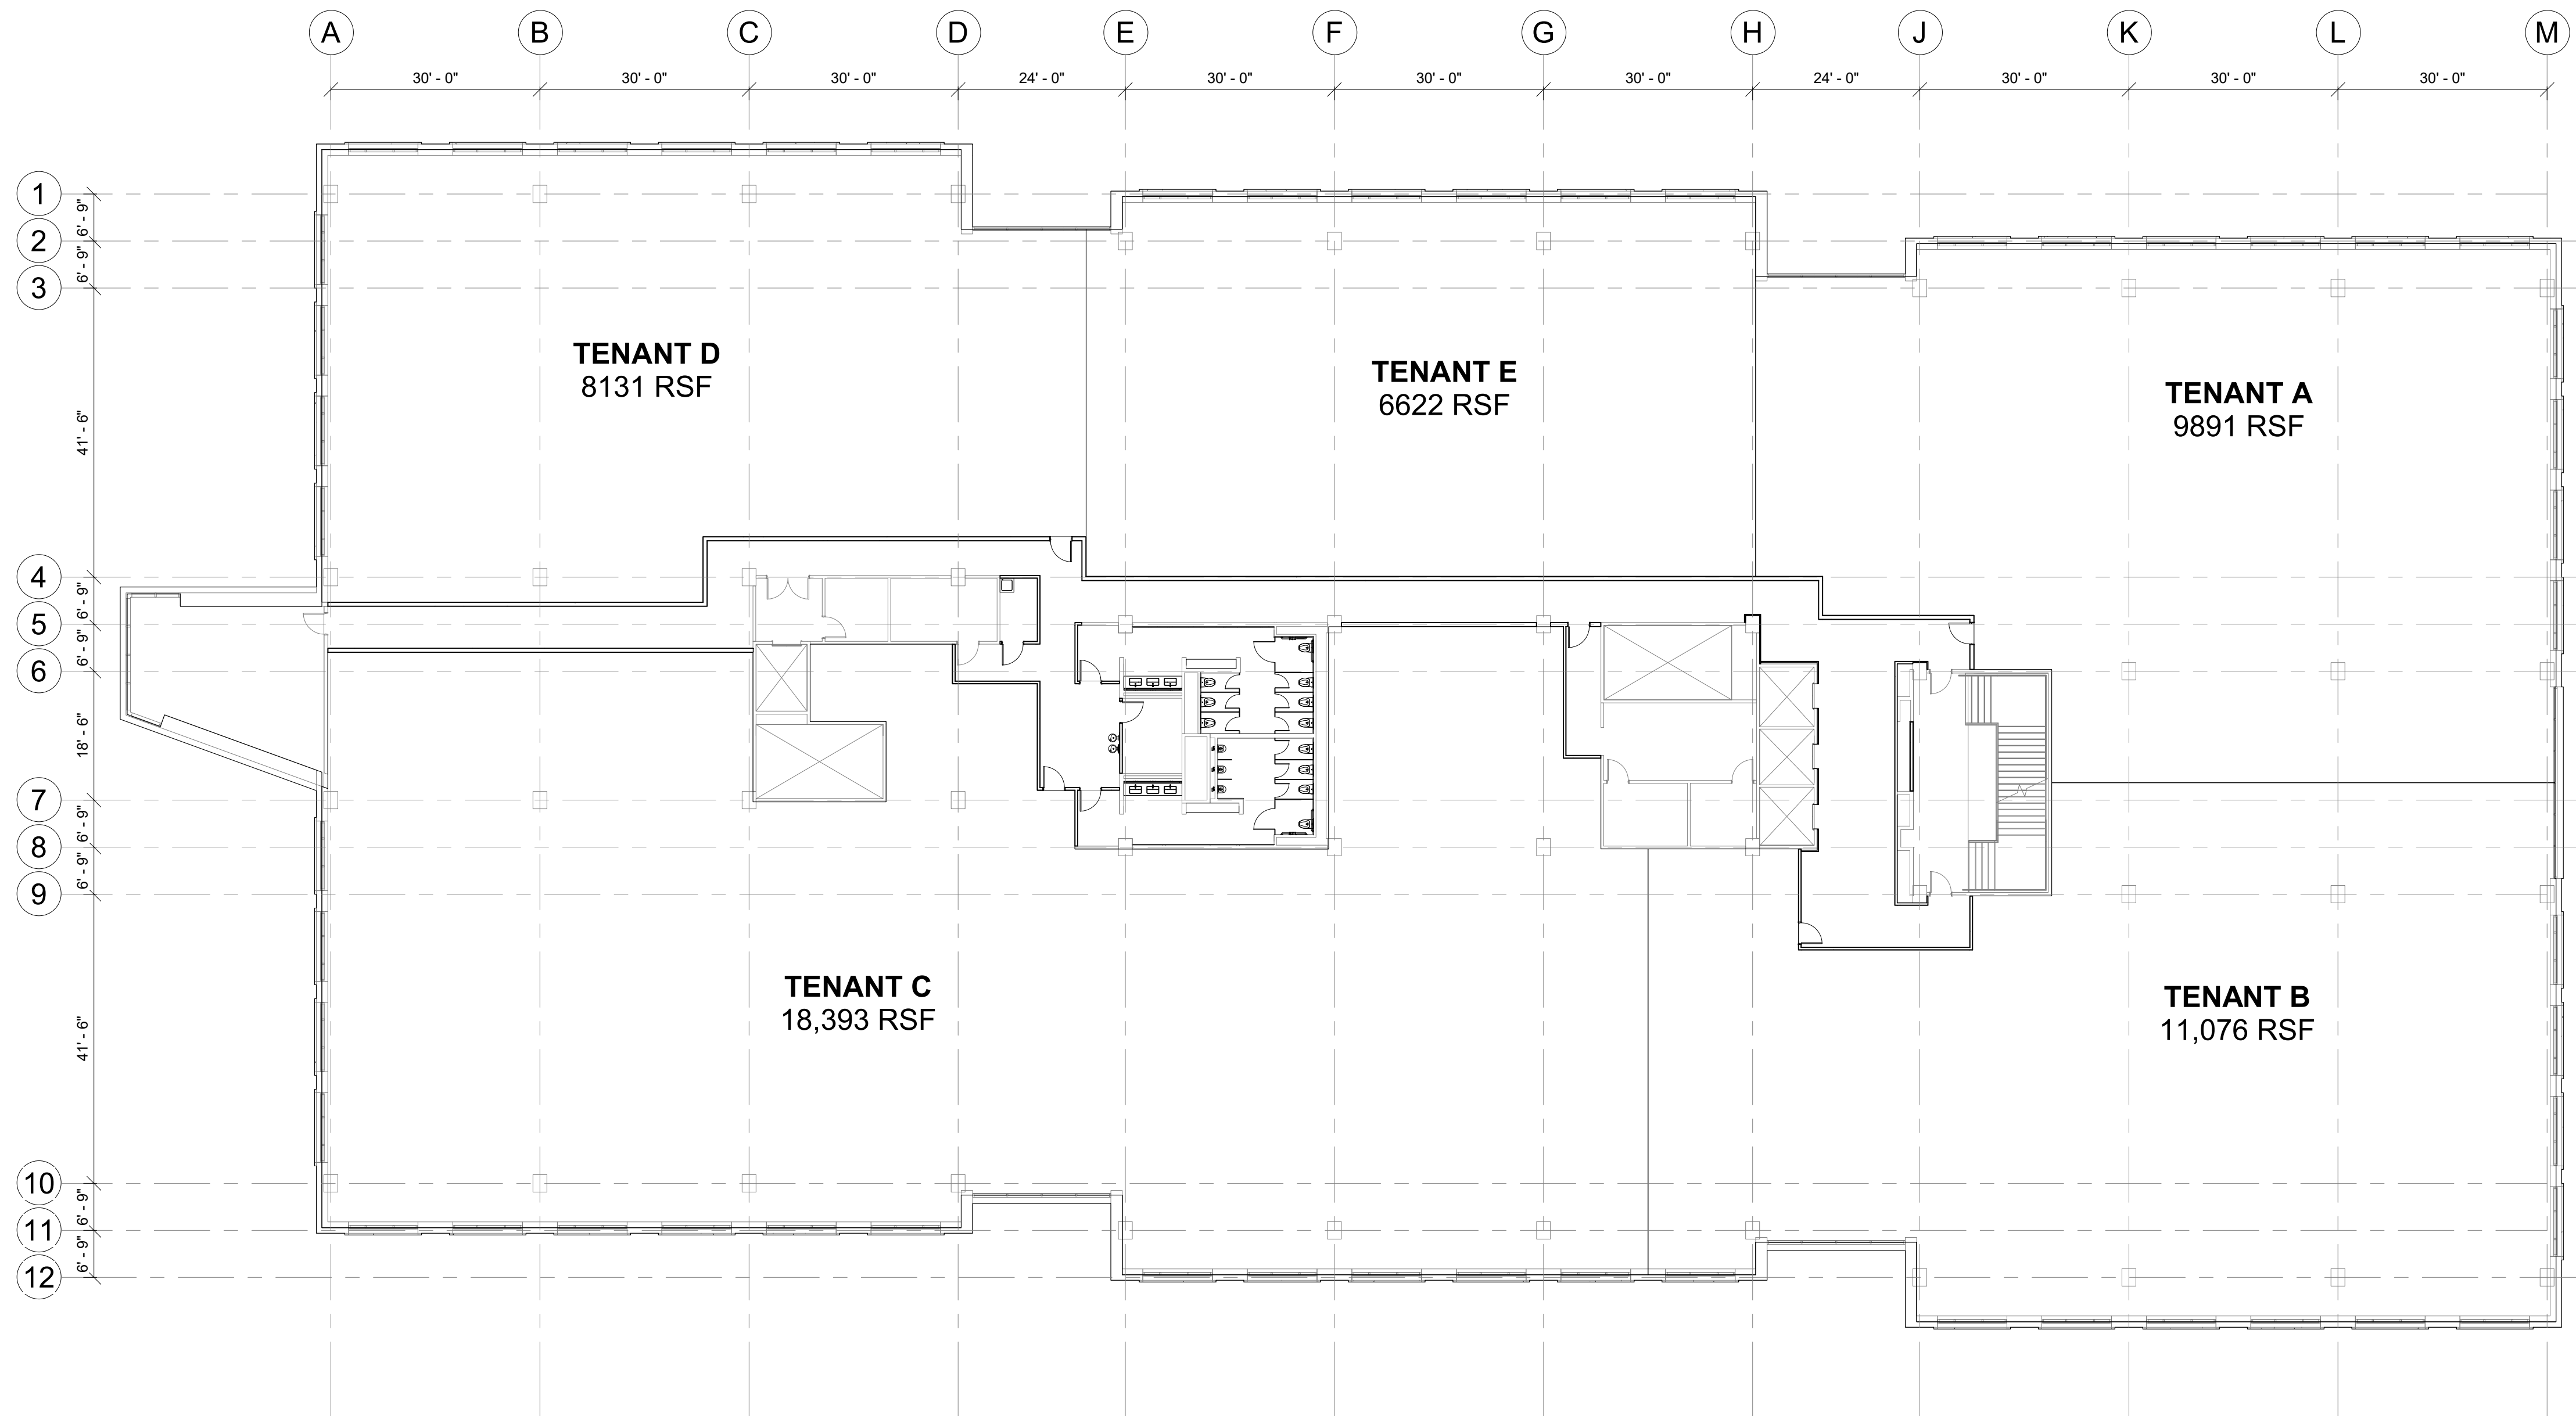 A B C D E F G H J K L M
30' - 0" 30' - 0" 30' - 0" 24' - 0" 30' - 0" 30' - 0" 30' - 0" 24' - 0" 30' - 0" 30' - 0" 30' - 0"
1
6' - 9"
2
6' - 9"
3
TENANT D
8131 RSF
TENANT E
6622 RSF
TENANT A
9891 RSF
41' - 6"
4
6' - 9"
5
6' - 9"
6
18' - 6"
7
6' - 9"
8
6' - 9"
9
TENANT C
18,393 RSF
TENANT B
11,076 RSF
41' - 6"
10
6' - 9"
11
6' - 9"
12